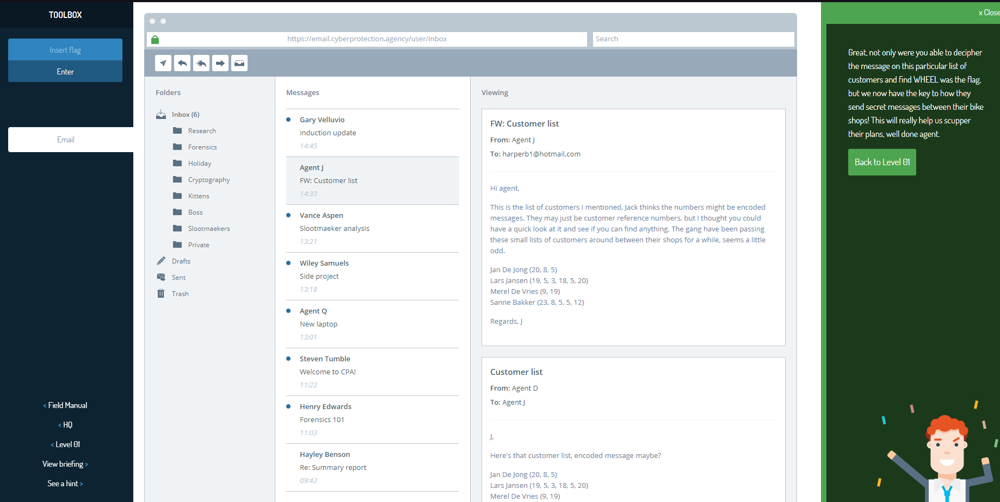 TOOLBOX
Insert flag
Enter
Email
< Field Manual
< HQ
< Level 01
View briefing >
See a hint >
https://email.cyberprotection.agency/user/inbox
Search
Folders
Inbox (6)
Research
Forensics
Holiday
Cryptography
Kittens
Boss
Slootmaekers
Private
Drafts
Sent
Trash
Messages
Gary Velluvio
Induction update
14:45
Agent J
FW: Customer list
14:33
Vance Aspen
Slootmaeker analysis
13:21
Wiley Samuels
Side project
13:18
Agent Q
New laptop
13:01
Steven Tumble
Welcome to CPA!
11:22
Henry Edwards
Forensics 101
11:03
Hayley Benson
Re: Summary report
09:42
Viewing
FW: Customer list
From: Agent J
To: harperb1@hotmail.com
Hi agent,
This is the list of customers I mentioned, Jack thinks the numbers might be encoded
messages. They may just be customer reference numbers, but I thought you could
have a quick look at it and see if you can find anything. The gang have been passing
these small lists of customers around between their shops for a while, seems a little
odd.
Jan De Jong (20, 8, 5)
Lars Jansen (19, 5, 3, 18, 5, 20)
Merel De Vries (9, 19)
Sanne Bakker (23, 8, 5, 5, 12)
Regards, J
Customer list
From: Agent D
To: Agent J
J,
Here's that customer list, encoded message maybe?
Jan De Jong (20, 8, 5)
Lars Jansen (19, 5, 3, 18, 5, 20)
Merel De Vries (9, 19)
x Close
Great, not only were you able to decipher
the message on this particular list of
customers and find WHEEL was the flag,
but we now have the key to how they
send secret messages between their bike
shops! This will really help us scupper
their plans, well done agent.
Back to Level 01